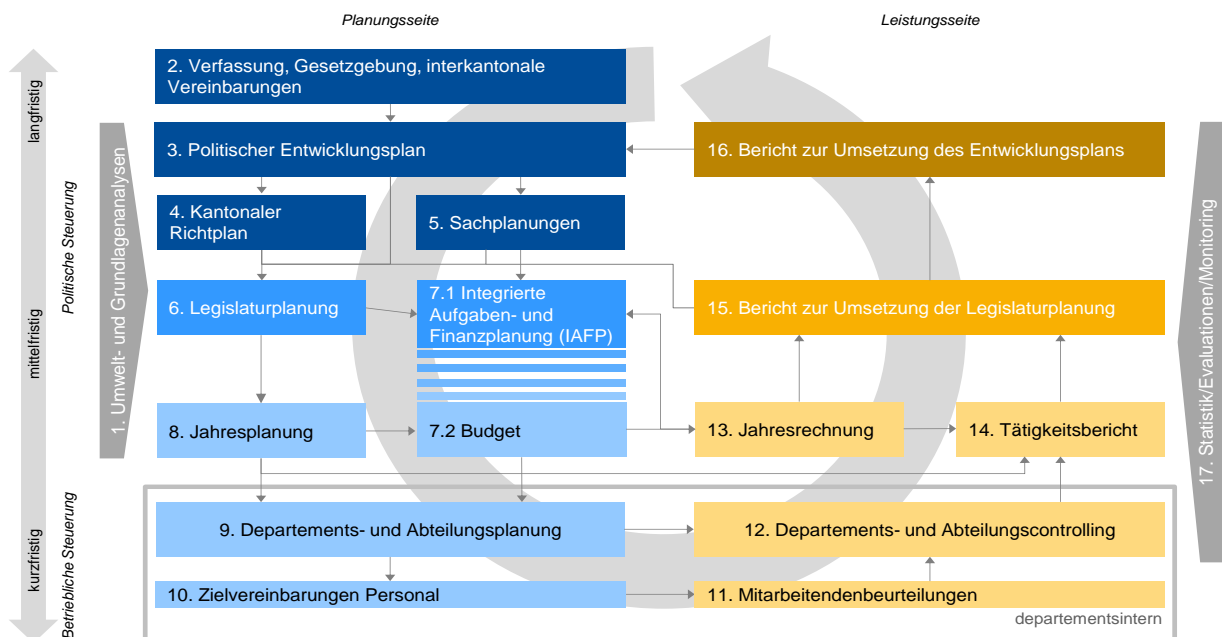 Planungsseite
Leistungsseite
langfristig
mittelfristig
kurzfristig
Politische Steuerung
Betriebliche Steuerung
1. Umwelt- und Grundlagenanalysen
2. Verfassung, Gesetzgebung, interkantonale
Vereinbarungen
3. Politischer Entwicklungsplan
16. Bericht zur Umsetzung des Entwicklungsplans
4. Kantonaler
Richtplan
5. Sachplanungen
6. Legislaturplanung
7.1 Integrierte
Aufgaben- und
Finanzplanung (IAFP)
15. Bericht zur Umsetzung der Legislaturplanung
8. Jahresplanung
7.2 Budget
13. Jahresrechnung
14. Tätigkeitsbericht
9. Departements- und Abteilungsplanung
12. Departements- und Abteilungscontrolling
10. Zielvereinbarungen Personal
11. Mitarbeitendenbeurteilungen
departementsintern
17. Statistik/Evaluationen/Monitoring